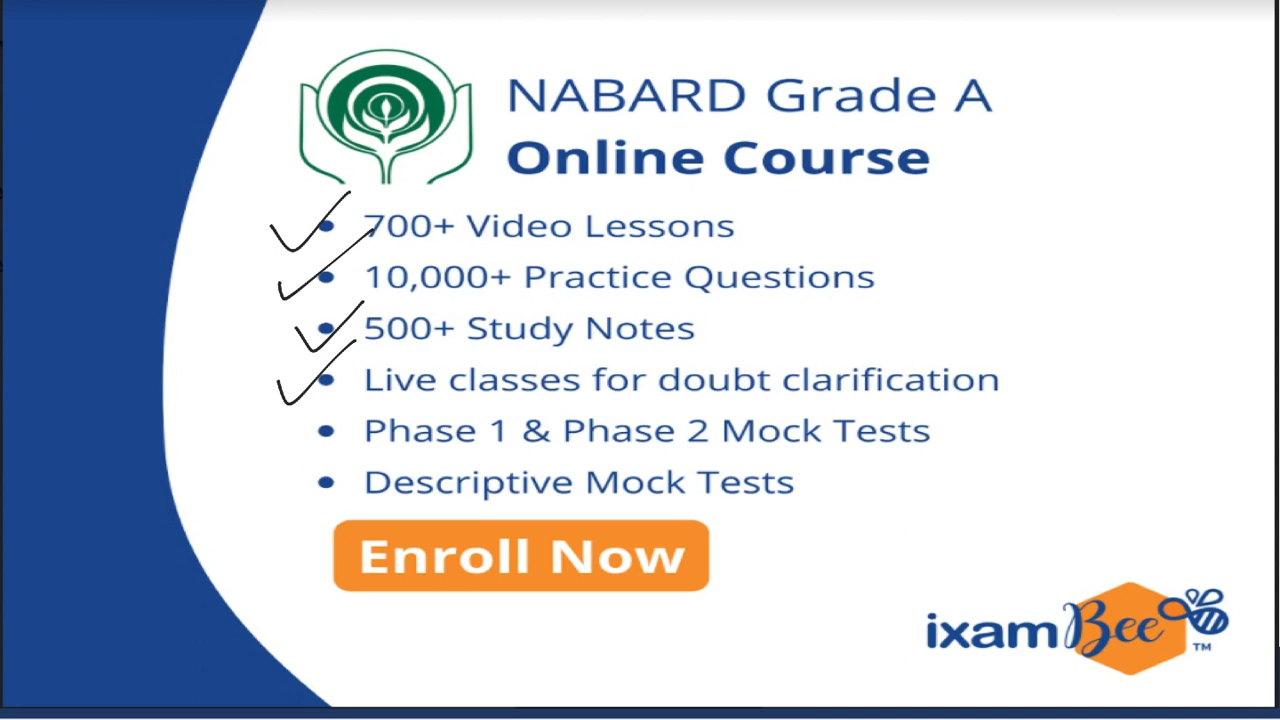 NABARD Grade A
Online Course
• 700+ Video Lessons
• 10,000+ Practice Questions
• 500+ Study Notes
• Live classes for doubt clarification
• Phase 1 & Phase 2 Mock Tests
• Descriptive Mock Tests
Enroll Now
ixamBee™